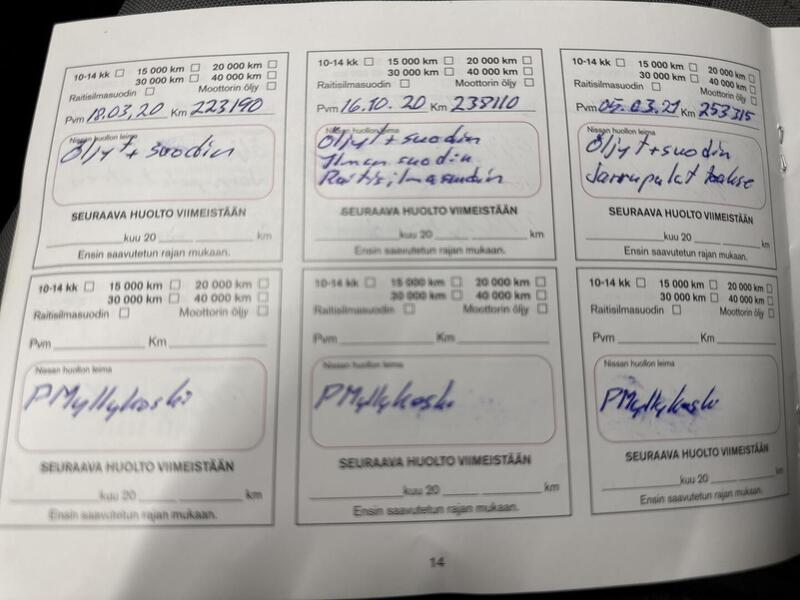 10-14 kk ☐ 15 000 km ☐ 20 000 km ☐
30 000 km ☐ 40 000 km ☐
Raitisilmasuodin ☐ Moottorin öljy ☐
Pvm 18.03.20 Km 223190
Nissan huollon leima
Öljyt + suodin
SEURAAVA HUOLTO VIIMEISTÄÄN
kuu 20 km
Ensin saavutetun rajan mukaan.
10-14 kk ☐ 15 000 km ☐ 20 000 km ☐
30 000 km ☐ 40 000 km ☐
Raitisilmasuodin ☐ Moottorin öljy ☐
Pvm 16.10.20 Km 238110
Nissan huollon leima
Öljyt + suodin
Ilman suodin
Raitisilmasuodin
SEURAAVA HUOLTO VIIMEISTÄÄN
kuu 20 km
Ensin saavutetun rajan mukaan.
10-14 kk ☐ 15 000 km ☐ 20 000 km ☐
30 000 km ☐ 40 000 km ☐
Raitisilmasuodin ☐ Moottorin öljy ☐
Pvm 05.03.21 Km 253315
Nissan huollon leima
Öljyt + suodin
Jarrupalat taakse
SEURAAVA HUOLTO VIIMEISTÄÄN
kuu 20 km
Ensin saavutetun rajan mukaan.
10-14 kk ☐ 15 000 km ☐ 20 000 km ☐
30 000 km ☐ 40 000 km ☐
Raitisilmasuodin ☐ Moottorin öljy ☐
Pvm Km
Nissan huollon leima
P Myllykoski
SEURAAVA HUOLTO VIIMEISTÄÄN
kuu 20 km
Ensin saavutetun rajan mukaan.
10-14 kk ☐ 15 000 km ☐ 20 000 km ☐
30 000 km ☐ 40 000 km ☐
Raitisilmasuodin ☐ Moottorin öljy ☐
Pvm Km
Nissan huollon leima
P Myllykoski
SEURAAVA HUOLTO VIIMEISTÄÄN
kuu 20 km
Ensin saavutetun rajan mukaan.
10-14 kk ☐ 15 000 km ☐ 20 000 km ☐
30 000 km ☐ 40 000 km ☐
Raitisilmasuodin ☐ Moottorin öljy ☐
Pvm Km
Nissan huollon leima
P Myllykoski
SEURAAVA HUOLTO VIIMEISTÄÄN
kuu 20 km
Ensin saavutetun rajan mukaan.
14